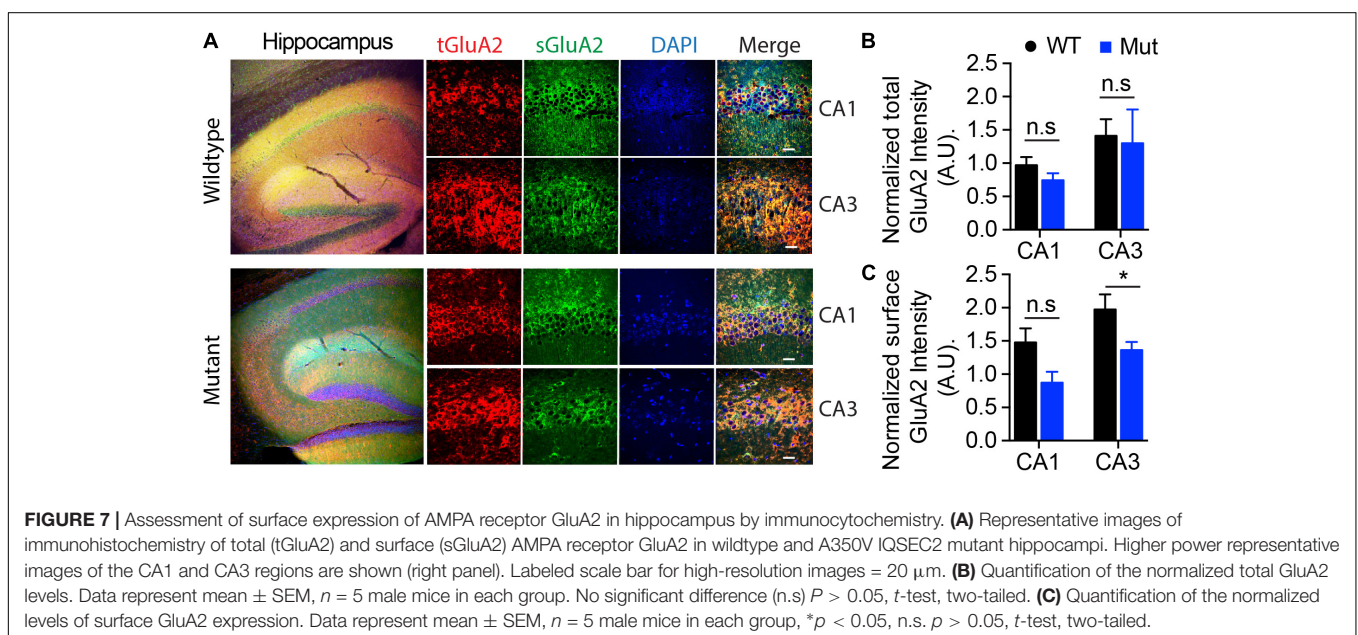 A
Hippocampus
tGluA2
sGluA2
DAPI
Merge
Wildtype
CA1
CA3
Mutant
CA1
CA3
B
WT
Mut
Normalized total
GluA2 Intensity
(A.U).
2.5
2.0
1.5
1.0
0.5
0.0
n.s
n.s
CA1
CA3
C
Normalized surface
GluA2 Intensity
(A.U).
2.5
2.0
1.5
1.0
0.5
0.0
n.s
*
CA1
CA3
FIGURE 7 | Assessment of surface expression of AMPA receptor GluA2 in hippocampus by immunocytochemistry. (A) Representative images of
immunohistochemistry of total (tGluA2) and surface (sGluA2) AMPA receptor GluA2 in wildtype and A350V IQSEC2 mutant hippocampi. Higher power representative
images of the CA1 and CA3 regions are shown (right panel). Labeled scale bar for high-resolution images = 20 μm. (B) Quantification of the normalized total GluA2
levels. Data represent mean ± SEM, n = 5 male mice in each group. No significant difference (n.s) P > 0.05, t-test, two-tailed. (C) Quantification of the normalized
levels of surface GluA2 expression. Data represent mean ± SEM, n = 5 male mice in each group, *p < 0.05, n.s. p > 0.05, t-test, two-tailed.